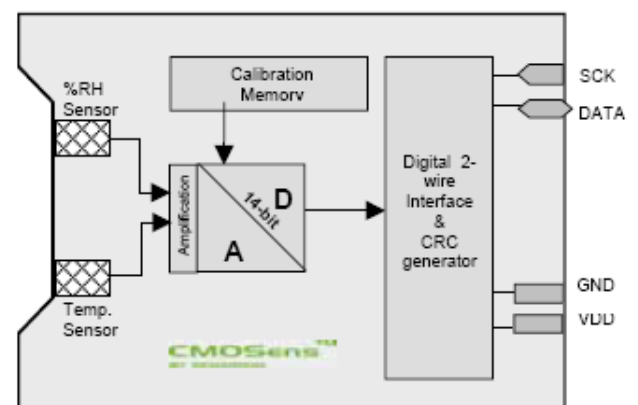 %RH
Sensor
Calibration
Memory
SCK
DATA
Amplification
14-bit
D
A
Digital 2-
wire
Interface
&
CRC
generator
GND
VDD
Temp.
Sensor
CMOSens™